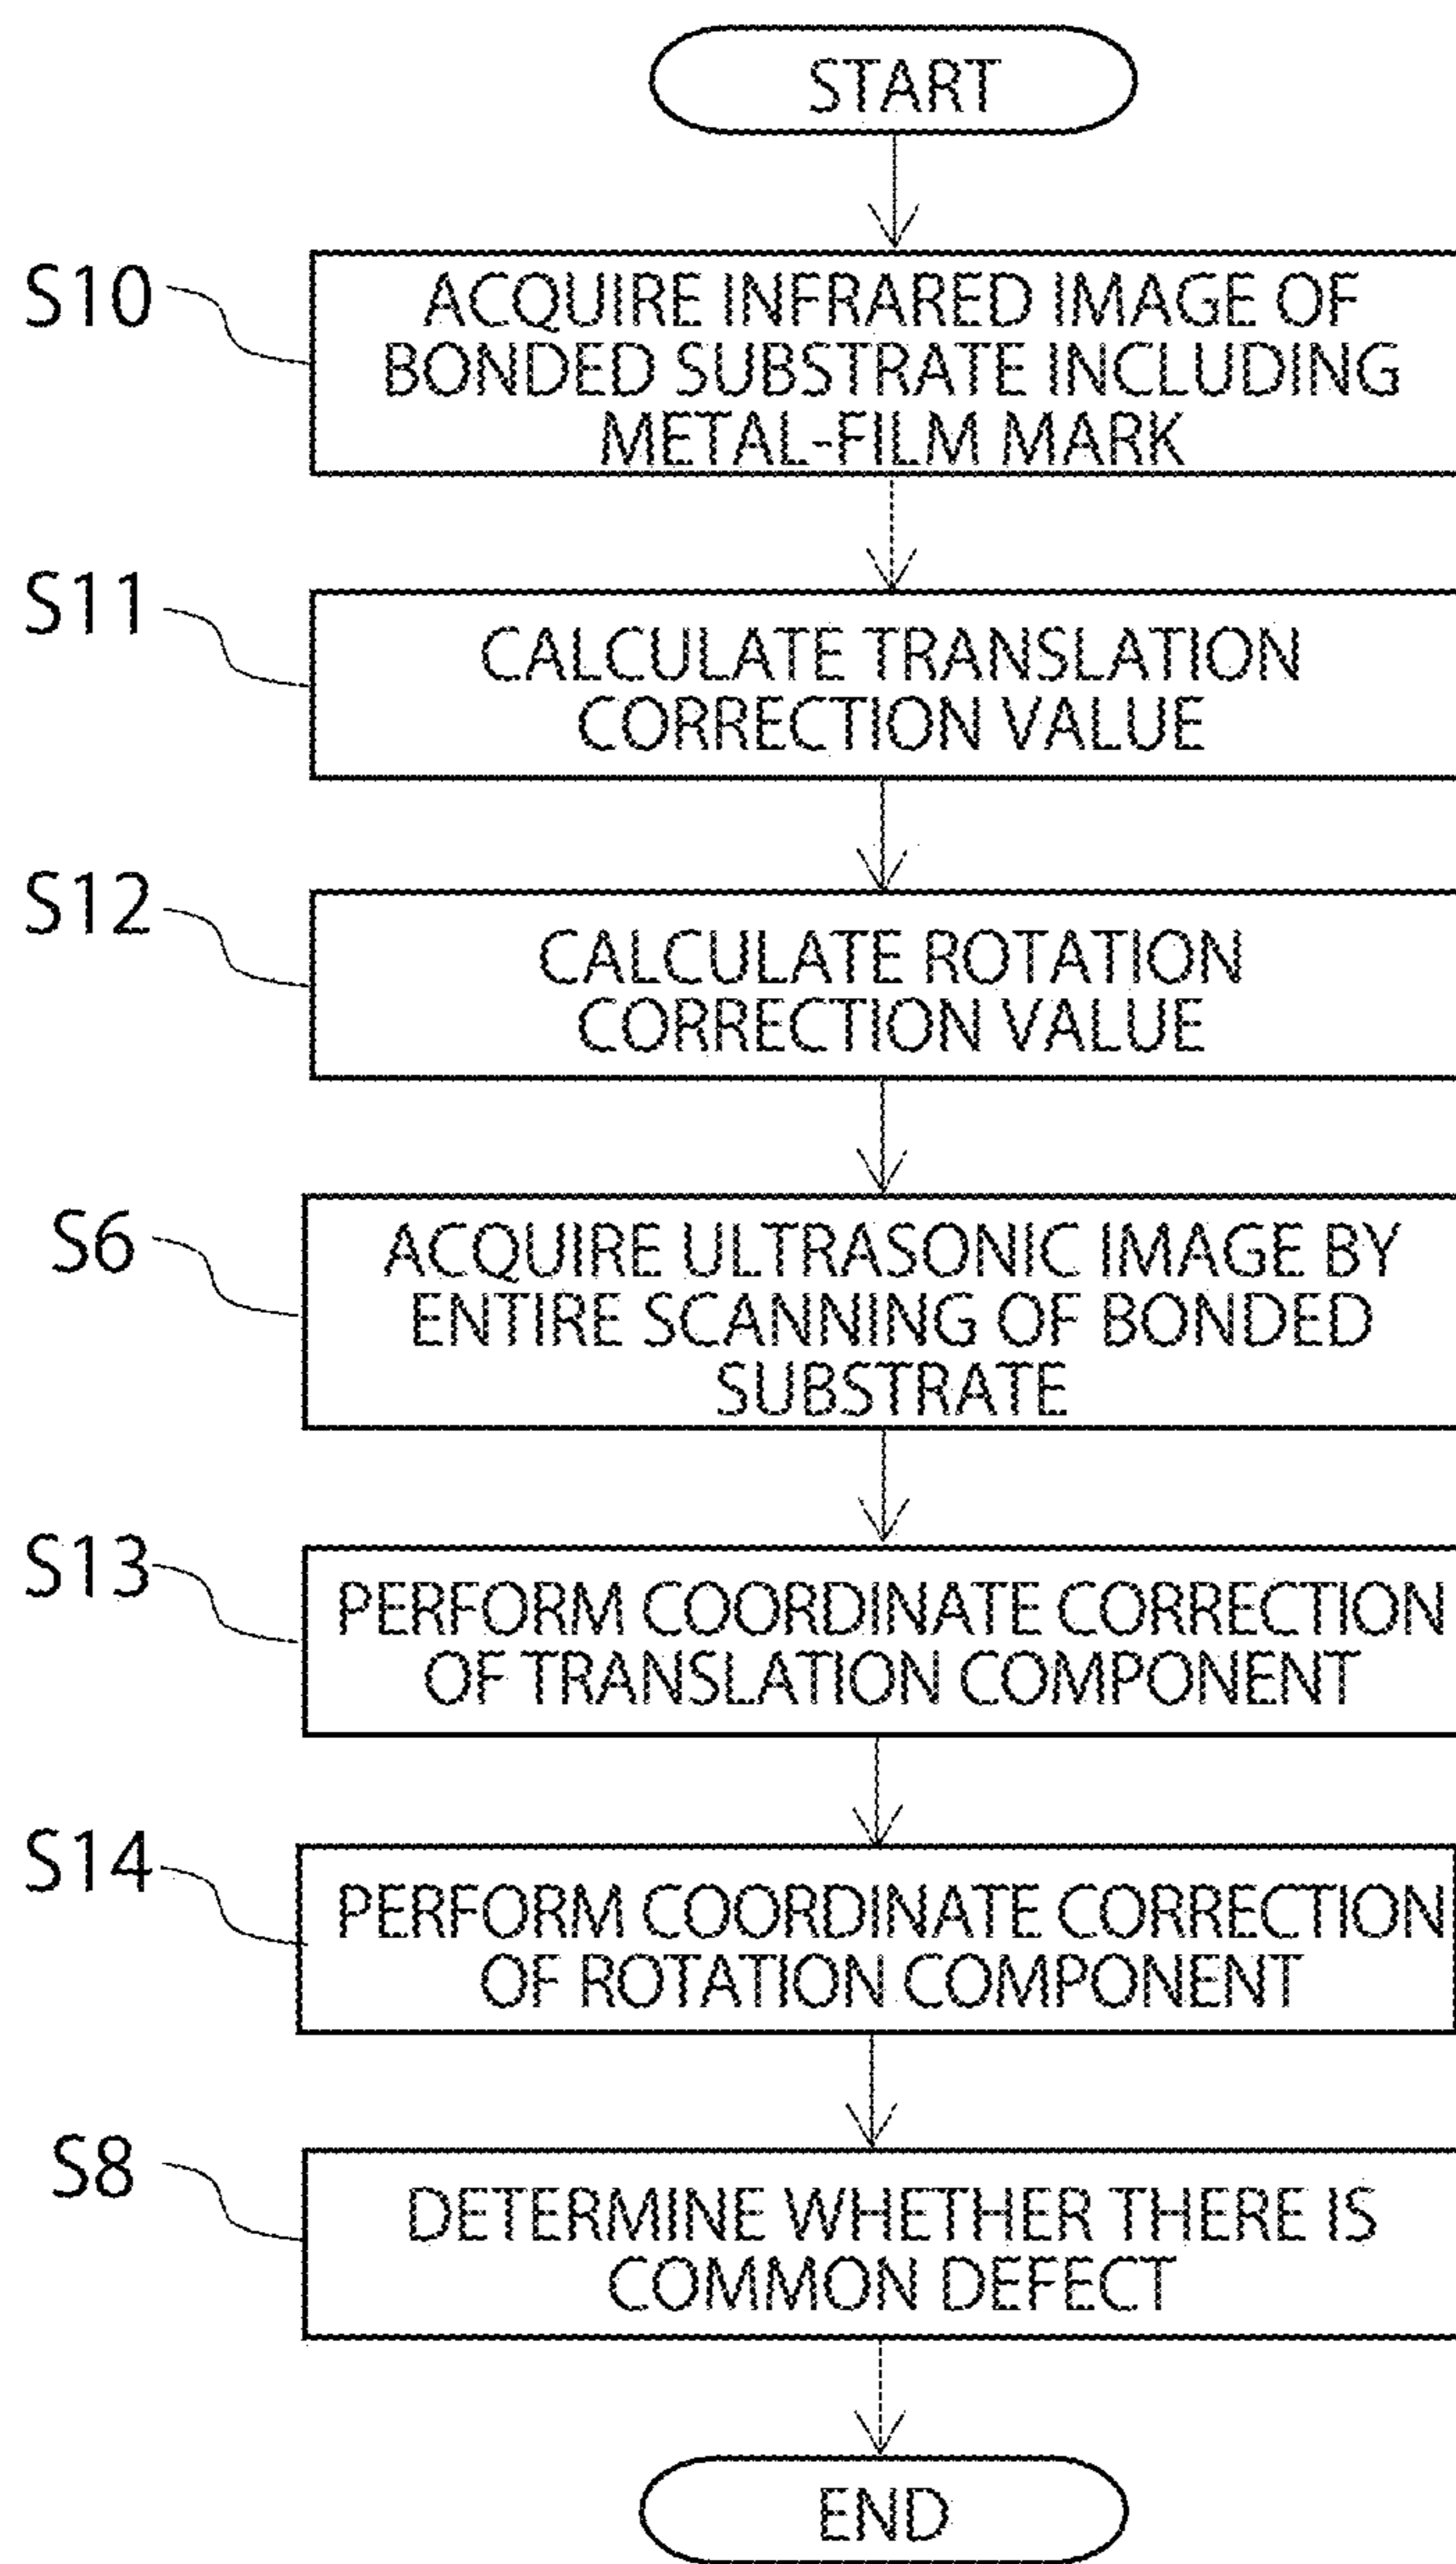 START
S10
ACQUIRE INFRARED IMAGE OF
BONDED SUBSTRATE INCLUDING
METAL-FILM MARK
S11
CALCULATE TRANSLATION
CORRECTION VALUE
S12
CALCULATE ROTATION
CORRECTION VALUE
S6
ACQUIRE ULTRASONIC IMAGE BY
ENTIRE SCANNING OF BONDED
SUBSTRATE
S13
PERFORM COORDINATE CORRECTION
OF TRANSLATION COMPONENT
S14
PERFORM COORDINATE CORRECTION
OF ROTATION COMPONENT
S8
DETERMINE WHETHER THERE IS
COMMON DEFECT
END